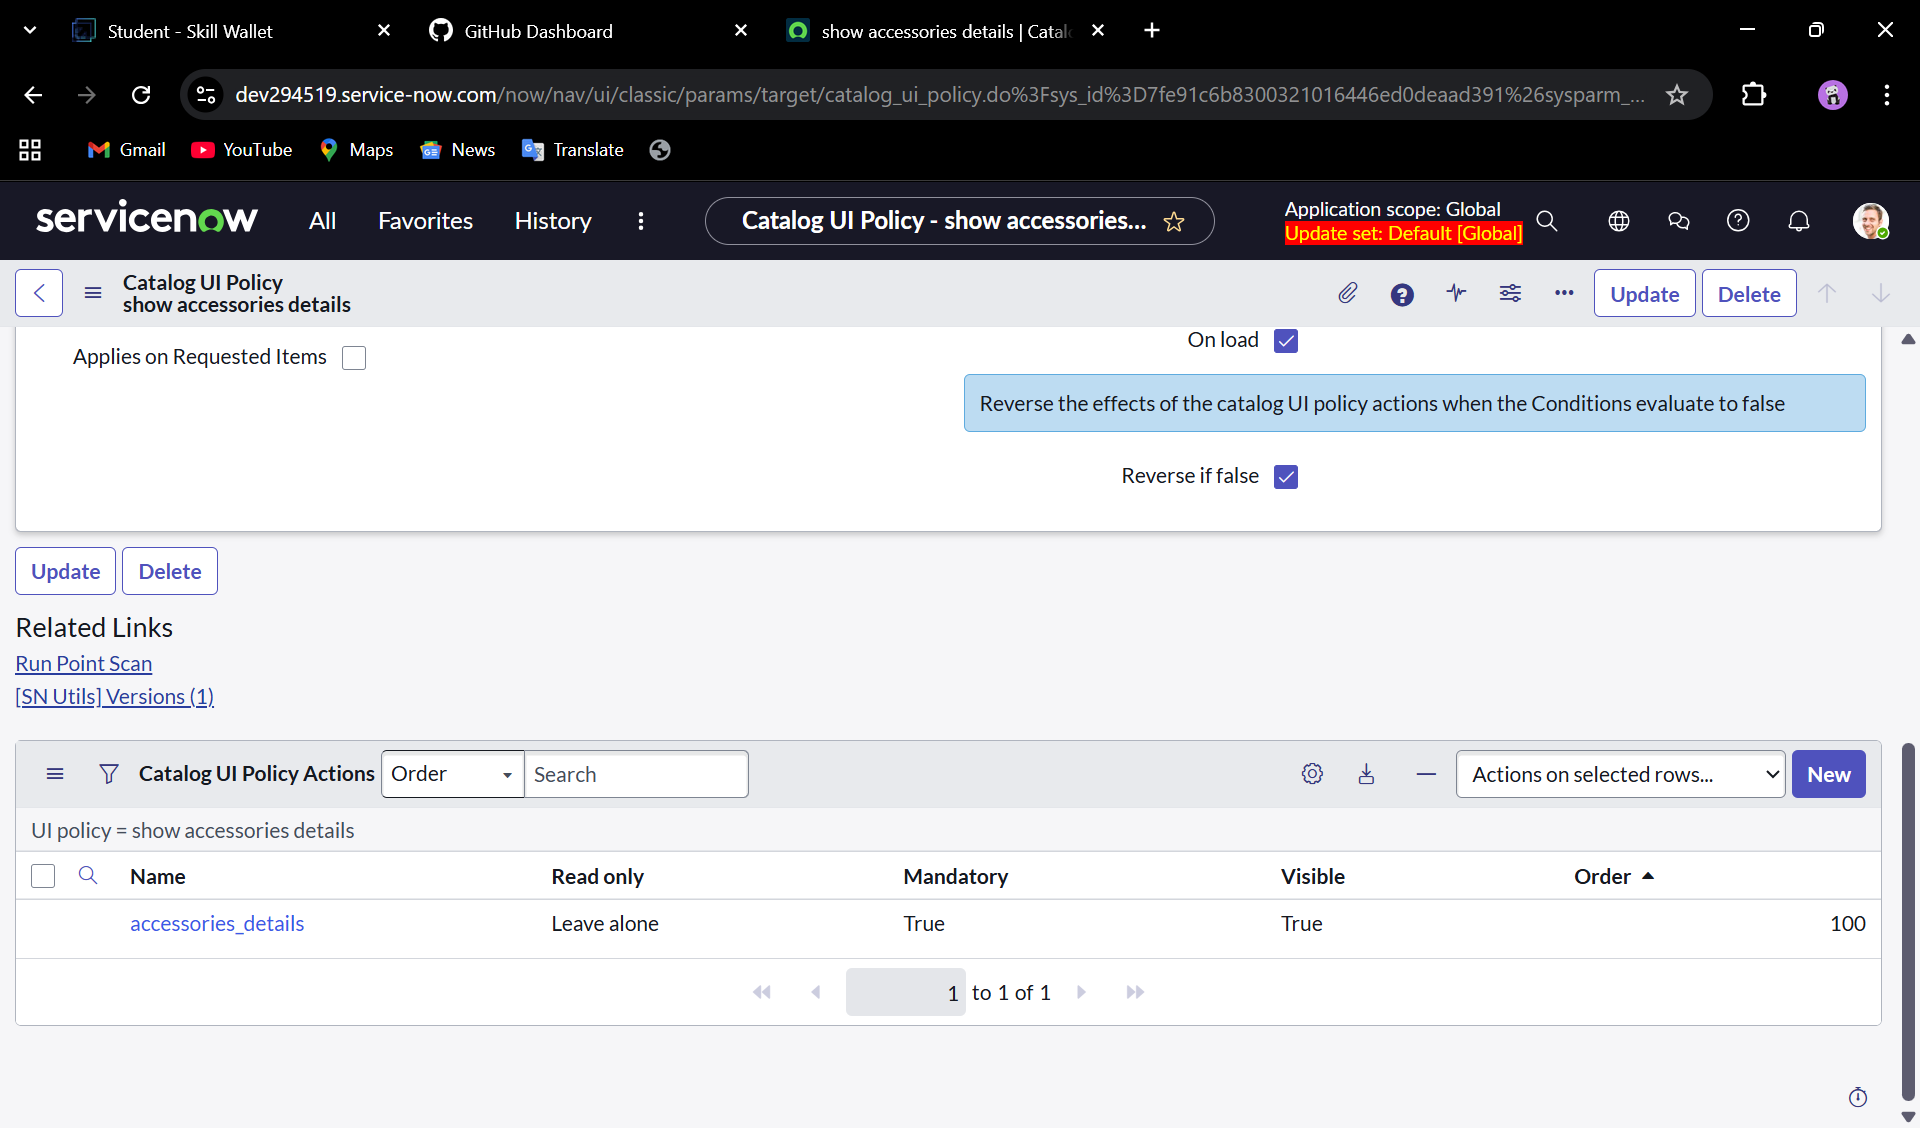 Student - Skill Wallet
GitHub Dashboard
show accessories details | Catal
dev294519.service-now.com/now/nav/ui/classic/params/target/catalog_ui_policy.do%3Fsys_id%3D7fe91c6b8300321016446ed0deaad391%26sysparm_...
Gmail
YouTube
Maps
News
Translate
servicenow
All
Favorites
History
Catalog UI Policy - show accessories...
Application scope: Global
Update set: Default [Global]
Catalog UI Policy
show accessories details
Update
Delete
On load
Applies on Requested Items
Reverse the effects of the catalog UI policy actions when the Conditions evaluate to false
Reverse if false
Update
Delete
Related Links
Run Point Scan
[SN Utils] Versions (1)
Catalog UI Policy Actions
Order
Search
Actions on selected rows...
New
UI policy = show accessories details
Name
Read only
Mandatory
Visible
Order
accessories_details
Leave alone
True
True
100
1 to 1 of 1